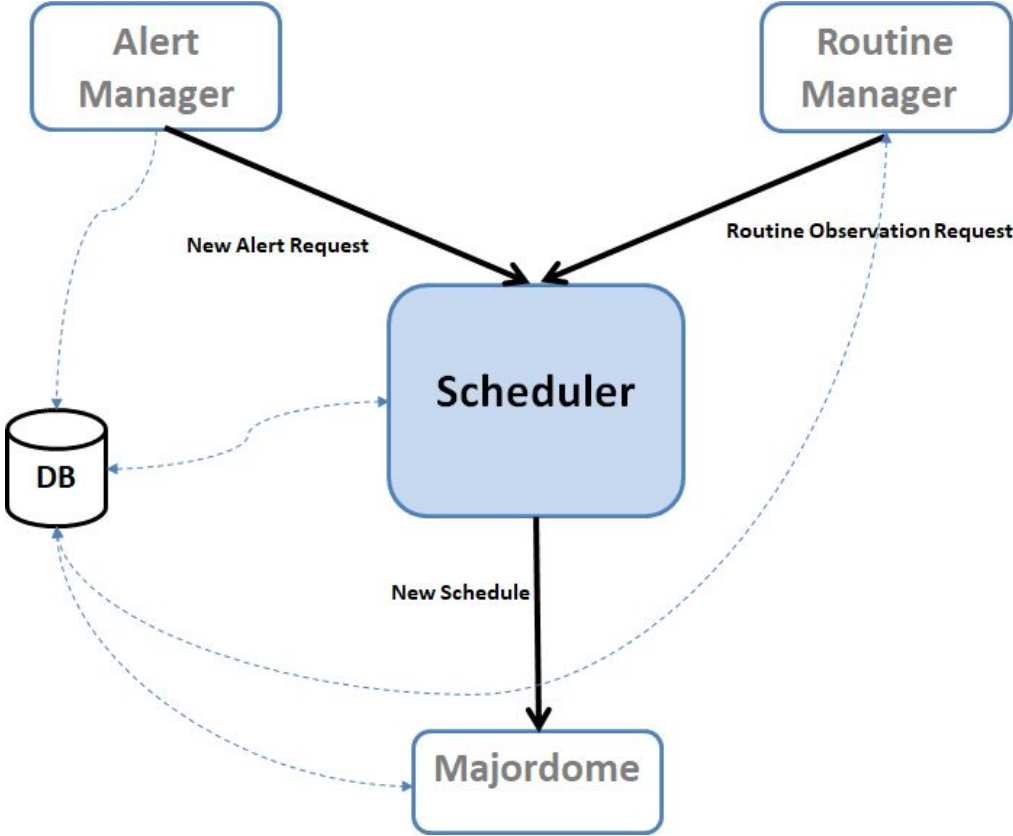 Alert
Manager
Routine
Manager
New Alert Request
Routine Observation Request
Scheduler
DB
New Schedule
Majordome